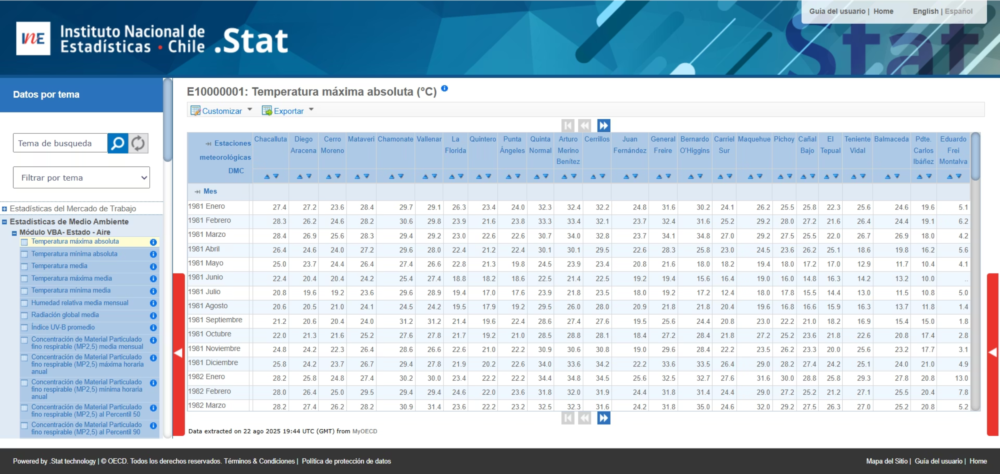 Guía del usuario | Home English | Español
INE Instituto Nacional de
Estadísticas • Chile .Stat
Stat
Datos por tema
Tema de busqueda
Filtrar por tema
Estadísticas del Mercado de Trabajo
Estadísticas de Medio Ambiente
Módulo VBA- Estado - Aire
Temperatura máxima absoluta
Temperatura mínima absoluta
Temperatura media
Temperatura máxima media
Temperatura mínima media
Humedad relativa media mensual
Radiación global media
Índice UV-B promedio
Concentración de Material Particulado
fino respirable (MP2,5) media mensual
Concentración de Material Particulado
fino respirable (MP2,5) máxima horaria
anual
Concentración de Material Particulado
fino respirable (MP2,5) mínima horaria
anual
Concentración de Material Particulado
fino respirable (MP2,5) al Percentil 50
Concentración de Material Particulado
fino respirable (MP2,5) al Percentil 90
E10000001: Temperatura máxima absoluta (°C)
Customizar Exportar
Estaciones meteorológicas DMC Chacalluta Diego Aracena Cerro Moreno Mataveri Chamonate Vallenar La Florida Quintero Punta Ángeles Quinta Normal Arturo Merino Benítez Cerrillos Juan Fernández General Freire Bernardo O'Higgins Carriel Sur Maquehue Pichoy Cañal Bajo El Tepual Teniente Vidal Balmaceda Pdte. Carlos Ibáñez Eduardo Frei Montalva
Mes
1981 Enero 27.4 27.2 23.6 28.4 29.7 29.1 26.3 23.4 24.0 32.3 32.4 32.2 24.8 31.6 30.2 24.1 26.2 25.5 25.8 22.3 25.6 24.6 19.6 5.1
1981 Febrero 28.3 26.2 24.6 28.2 30.6 29.8 23.9 21.6 23.8 33.3 33.4 32.1 23.7 32.4 31.6 25.2 29.2 28.0 27.2 21.6 26.4 24.4 19.1 6.2
1981 Marzo 28.4 26.9 25.6 28.3 29.4 29.2 23.0 22.6 22.6 30.7 34.0 32.8 23.7 34.1 34.8 27.0 29.2 27.5 25.5 22.0 26.7 26.9 18.0 4.2
1981 Abril 26.4 24.6 24.0 27.2 29.6 28.0 22.4 21.2 22.4 30.1 30.1 29.5 22.6 28.3 25.8 23.0 24.5 23.6 26.2 25.1 18.6 19.8 16.2 5.6
1981 Mayo 25.0 23.7 24.4 26.4 27.4 26.6 22.8 21.3 19.8 24.5 23.9 23.4 20.8 21.6 18.0 18.2 19.4 18.0 17.2 17.0 12.9 11.7 10.4 4.1
1981 Junio 22.4 20.4 20.4 24.2 25.4 27.4 18.8 18.2 18.6 22.5 21.4 22.5 19.2 19.4 15.6 16.4 19.0 16.0 14.8 16.3 14.2 13.2 10.0 ..
1981 Julio 20.8 19.6 19.2 23.6 29.6 28.9 19.4 17.0 17.6 23.9 21.8 23.5 18.0 19.2 17.2 12.4 18.0 17.8 15.5 14.4 13.0 11.5 10.8 5.0
1981 Agosto 20.6 20.5 21.0 24.1 24.5 24.2 19.5 17.9 19.2 29.5 26.0 28.0 20.9 21.8 21.8 20.4 19.6 16.8 16.6 15.9 16.3 13.7 11.8 1.4
1981 Septiembre 21.2 20.6 20.4 24.0 31.2 31.2 21.4 19.6 22.4 28.6 27.4 27.6 19.5 25.6 24.4 20.8 23.0 22.2 21.0 18.2 16.9 15.4 15.0 1.8
1981 Octubre 22.0 21.3 21.6 25.2 27.6 27.8 21.7 19.2 21.0 28.5 28.8 28.1 18.4 27.2 28.4 21.8 27.2 25.2 23.6 21.8 22.6 20.8 17.4 2.8
1981 Noviembre 24.8 24.2 22.3 26.4 28.6 26.6 22.6 21.0 22.2 30.9 30.6 30.8 19.0 29.6 28.4 22.2 23.5 26.2 23.3 20.0 25.6 23.2 17.7 3.1
1981 Diciembre 25.8 24.2 23.7 26.7 29.4 27.8 21.9 20.2 22.6 34.0 33.6 34.2 22.2 33.6 33.5 26.4 29.0 28.2 27.4 24.2 25.1 24.0 21.0 4.9
1982 Enero 28.2 25.8 24.8 27.4 30.2 30.0 23.4 22.2 22.2 34.4 34.8 34.5 25.6 32.5 32.7 27.6 31.6 30.0 28.8 25.8 29.3 27.8 20.8 13.0
1982 Febrero 28.0 26.4 25.0 29.5 29.4 29.4 24.6 22.0 23.6 31.8 32.0 31.9 24.4 31.8 31.4 24.4 29.0 27.2 25.2 21.2 27.1 25.5 20.4 7.8
1982 Marzo 28.2 27.4 26.2 28.2 30.9 31.4 23.6 22.2 23.2 32.5 32.3 31.6 24.2 31.8 35.0 24.6 32.0 29.2 27.5 26.3 27.0 25.2 20.8 5.2
Data extracted on 22 ago 2025 19:44 UTC (GMT) from MyOECD
Powered by .Stat technology | © OECD. Todos los derechos reservados. Términos & Condiciones | Política de protección de datos
Mapa del Sitio | Guía del usuario | Home